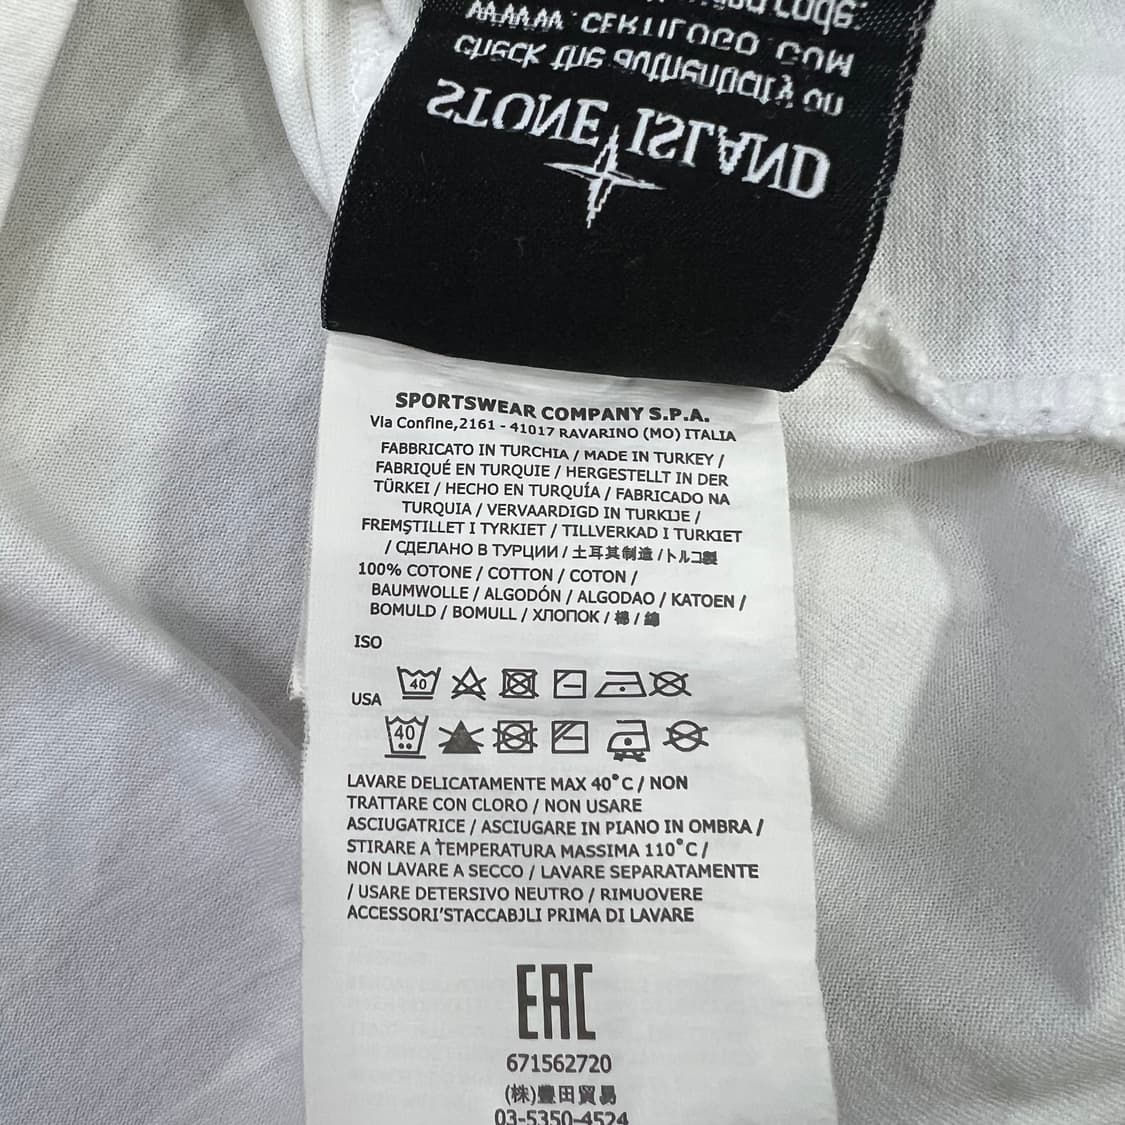 code.
WWW.CERTILOGO.COM
check the authenticity on
STONE ISLAND
SPORTSWEAR COMPANY S.P.A.
Via Confine,2161 - 41017 RAVARINO (MO) ITALIA
FABBRICATO IN TURCHIA / MADE IN TURKEY /
FABRIQUÉ EN TURQUIE / HERGESTELLT IN DER
TÜRKEI / HECHO EN TURQUÍA / FABRICADO NA
TURQUIA / VERVAARDIGD IN TURKIJE /
FREMSTILLET I TYRKIET / TILLVERKAD I TURKIET
/ СДЕЛАНО В ТУРЦИИ / 土耳其制造 / トルコ製
100% COTONE / COTTON / COTON /
BAUMWOLLE / ALGODÓN / ALGODAO / KATOEN /
BOMULD / BOMULL / ХЛОПОК / 棉 / 綿
ISO
40
USA
40
LAVARE DELICATAMENTE MAX 40°C / NON
TRATTARE CON CLORO / NON USARE
ASCIUGATRICE / ASCIUGARE IN PIANO IN OMBRA /
STIRARE A TEMPERATURA MASSIMA 110°C /
NON LAVARE A SECCO / LAVARE SEPARATAMENTE
/ USARE DETERSIVO NEUTRO / RIMUOVERE
ACCESSORI STACCABILI PRIMA DI LAVARE
EAC
671562720
(株)豊田貿易
03-5350-4524